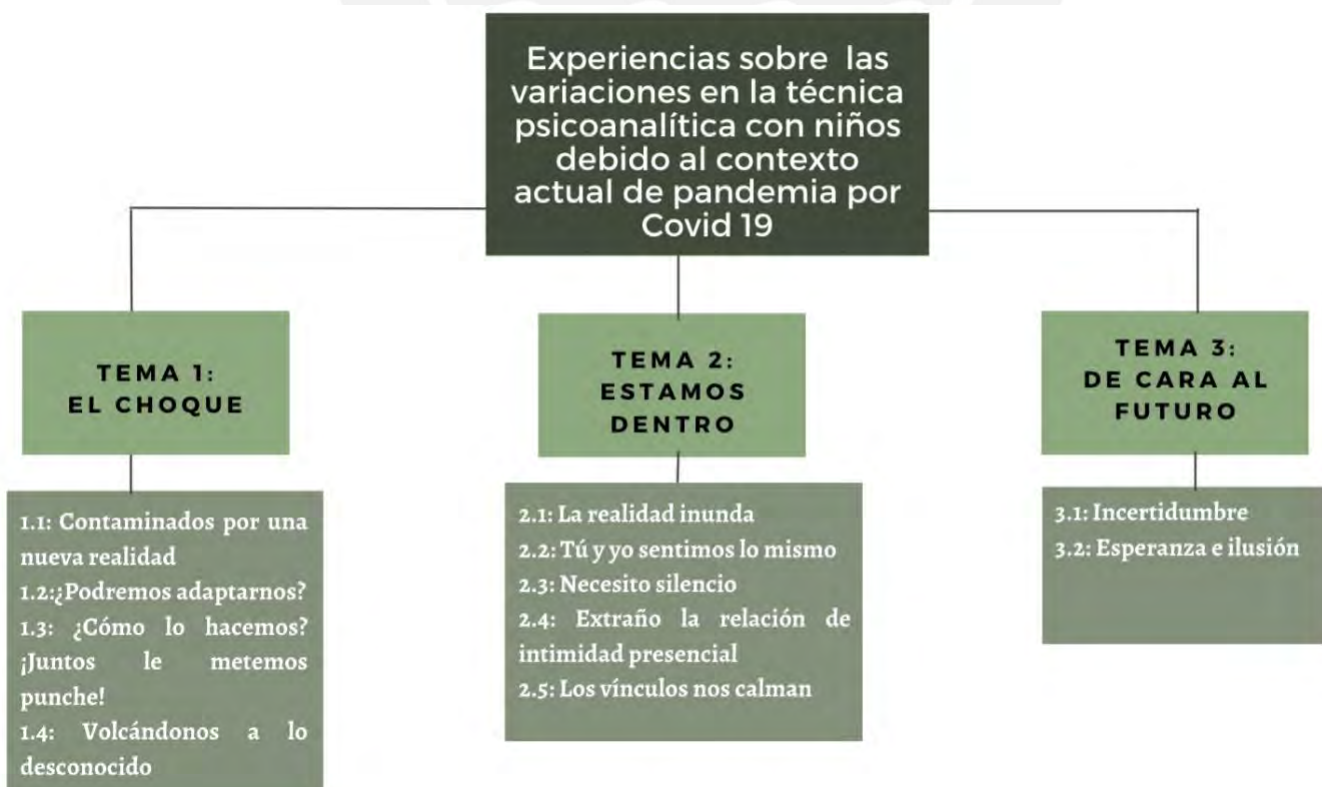 Experiencias sobre las
variaciones en la técnica
psicoanalítica con niños
debido al contexto
actual de pandemia por
Covid 19
TEMA 1:
EL CHOQUE
1.1: Contaminados por una
nueva realidad
1.2:¿Podremos adaptarnos?
1.3: ¿Cómo lo hacemos?
¡Juntos le metemos
punche!
1.4: Volcándonos a lo
desconocido
TEMA 2:
ESTAMOS
DENTRO
2.1: La realidad inunda
2.2: Tú y yo sentimos lo mismo
2.3: Necesito silencio
2.4: Extraño la relación de
intimidad presencial
2.5: Los vínculos nos calman
TEMA 3:
DE CARA AL
FUTURO
3.1: Incertidumbre
3.2: Esperanza e ilusión